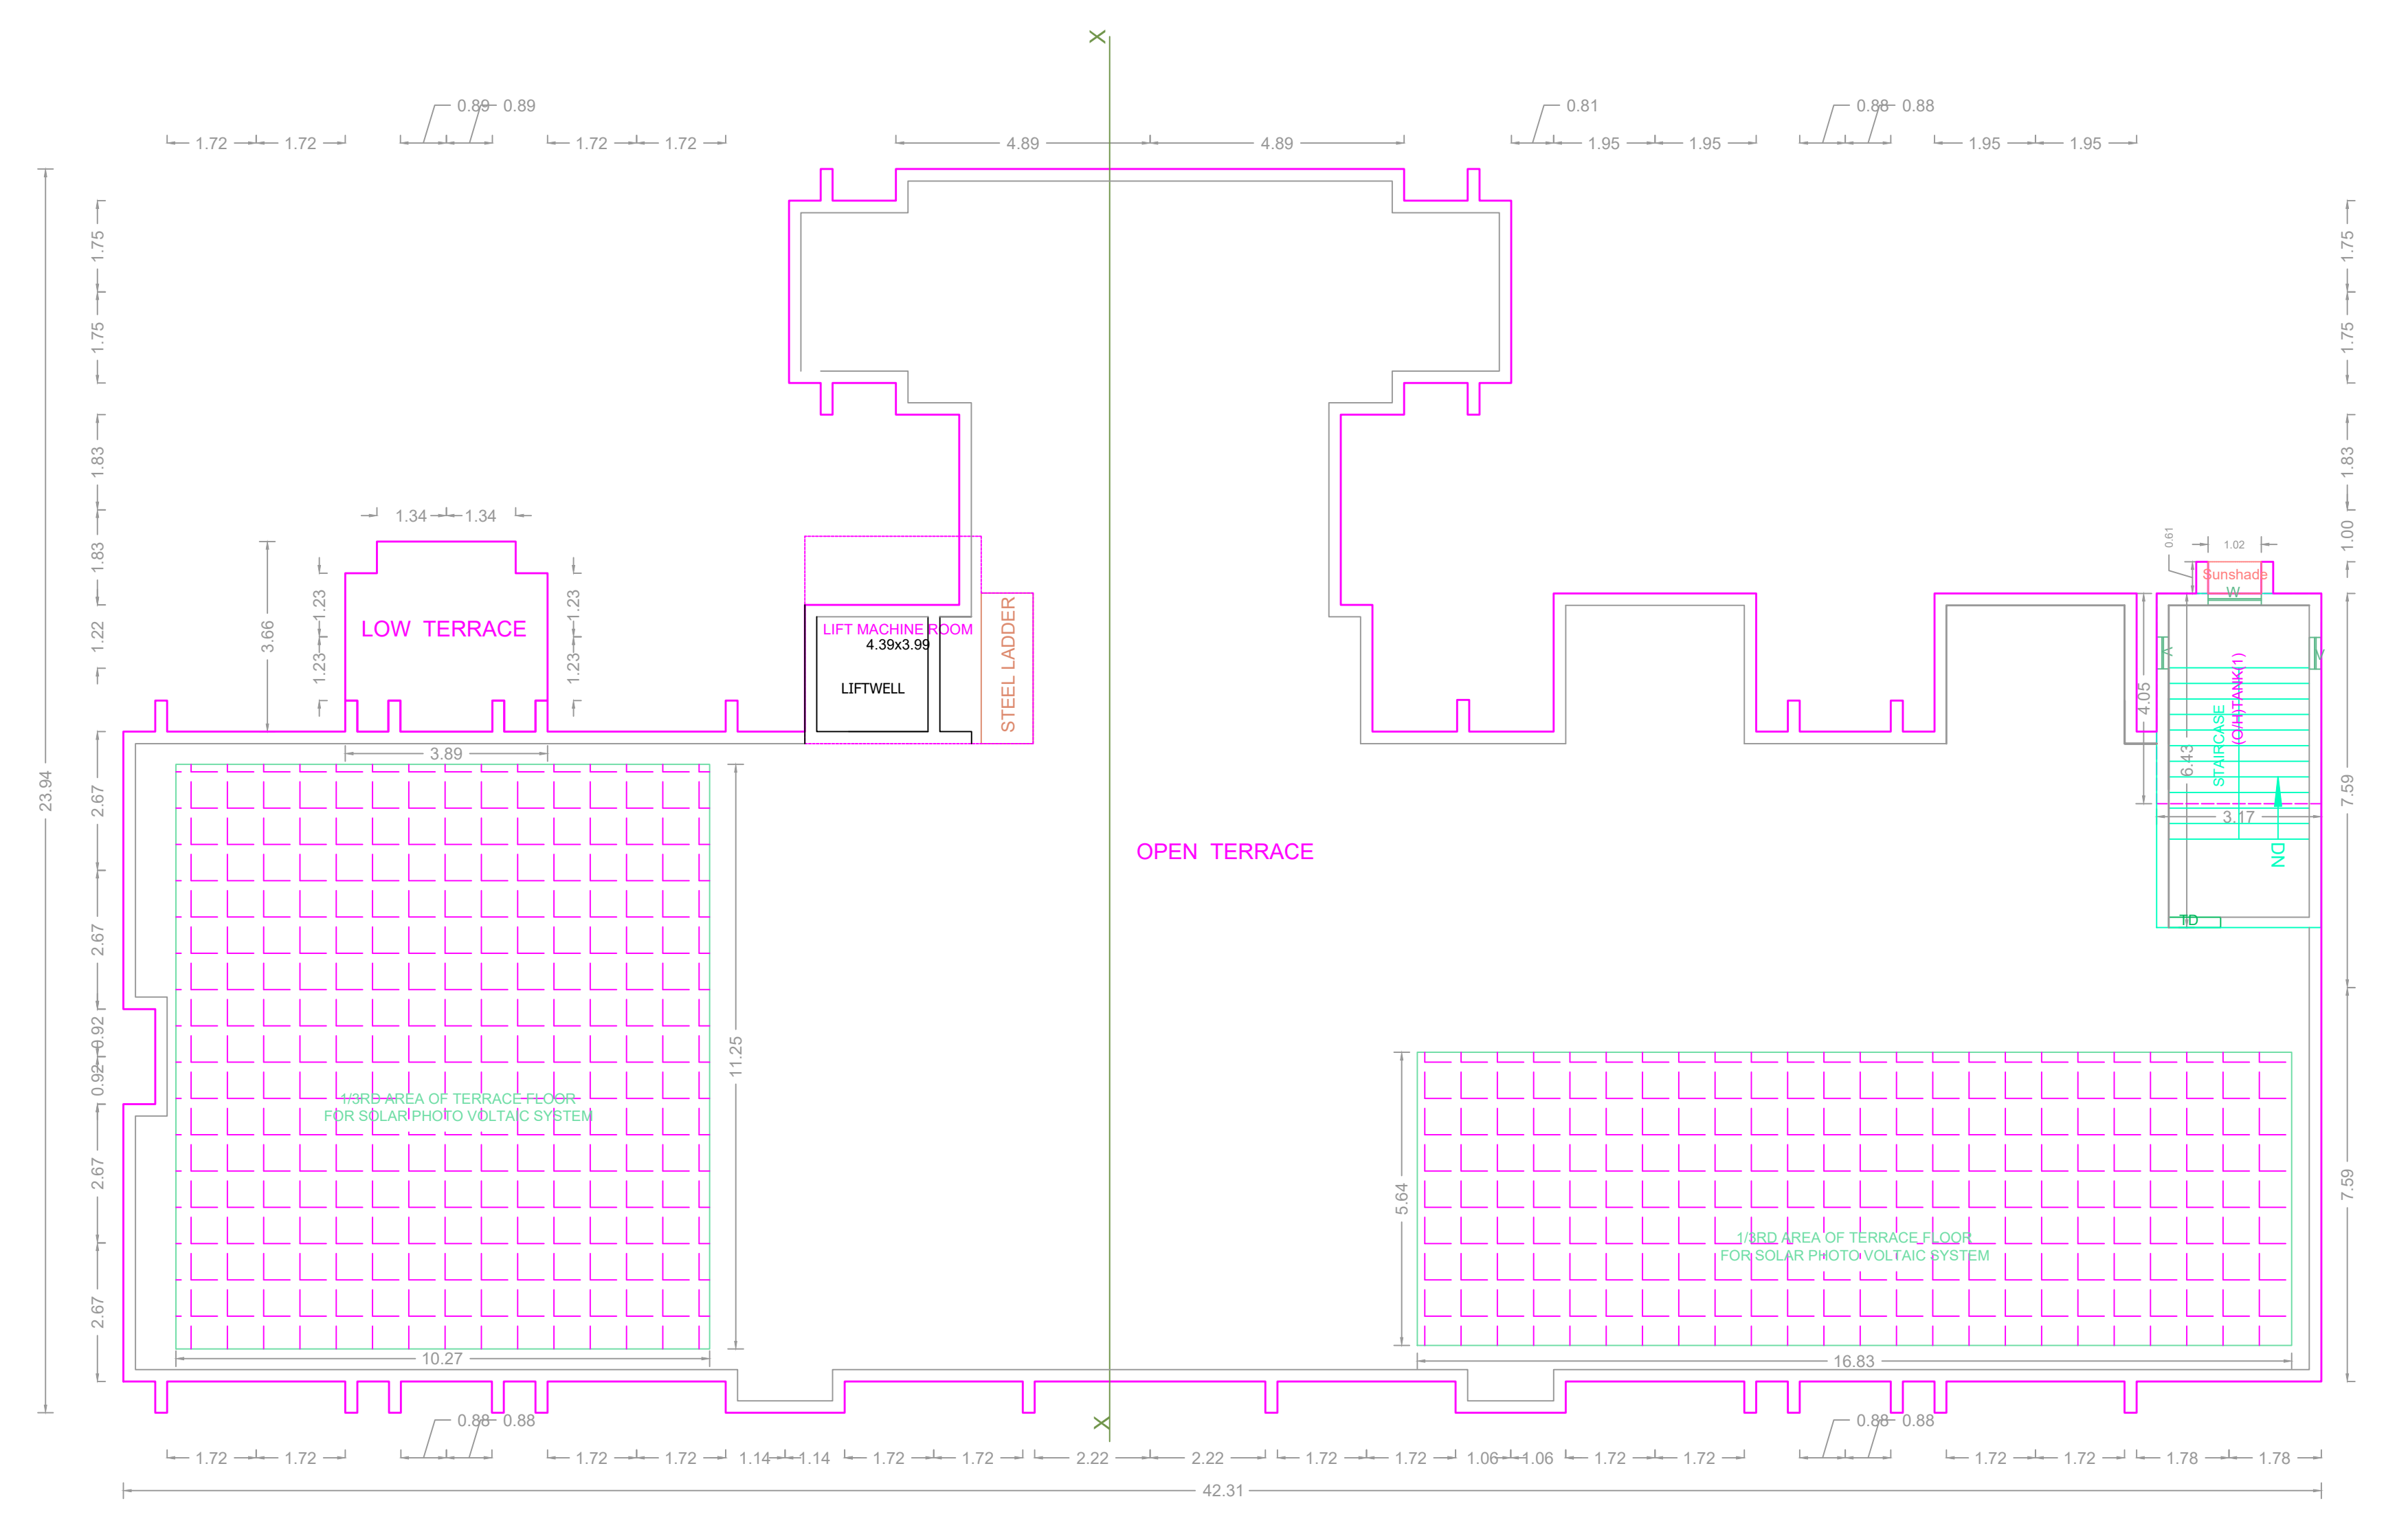 X
0.89 0.89
0.81
0.88 0.88
1.72 1.72
1.72 1.72
4.89 4.89
1.95 1.95
1.95 1.95
1.75
1.75
1.75
1.75
1.83
1.83
1.83
1.00
1.34 1.34
0.61
1.02
Sunshade
W
3.66
1.23
1.23
1.23
1.23
1.22
LOW TERRACE
LIFT MACHINE ROOM
4.39x3.99
LIFTWELL
STEEL LADDER
V
V
(O/H)TANK(1)
STAIRCASE
4.05
6.43
3.17
DN
TD
3.89
23.94
2.67
2.67
0.92
0.92
2.67
2.67
7.59
7.59
OPEN TERRACE
11.25
1/3RD AREA OF TERRACE FLOOR
FOR SOLAR PHOTO VOLTAIC SYSTEM
10.27
5.64
1/3RD AREA OF TERRACE FLOOR
FOR SOLAR PHOTO VOLTAIC SYSTEM
16.83
X
0.88 0.88
0.88 0.88
1.72 1.72
1.72 1.72
1.14 1.14
1.72 1.72
2.22 2.22
1.72 1.72
1.06 1.06
1.72 1.72
1.72 1.72
1.78 1.78
42.31